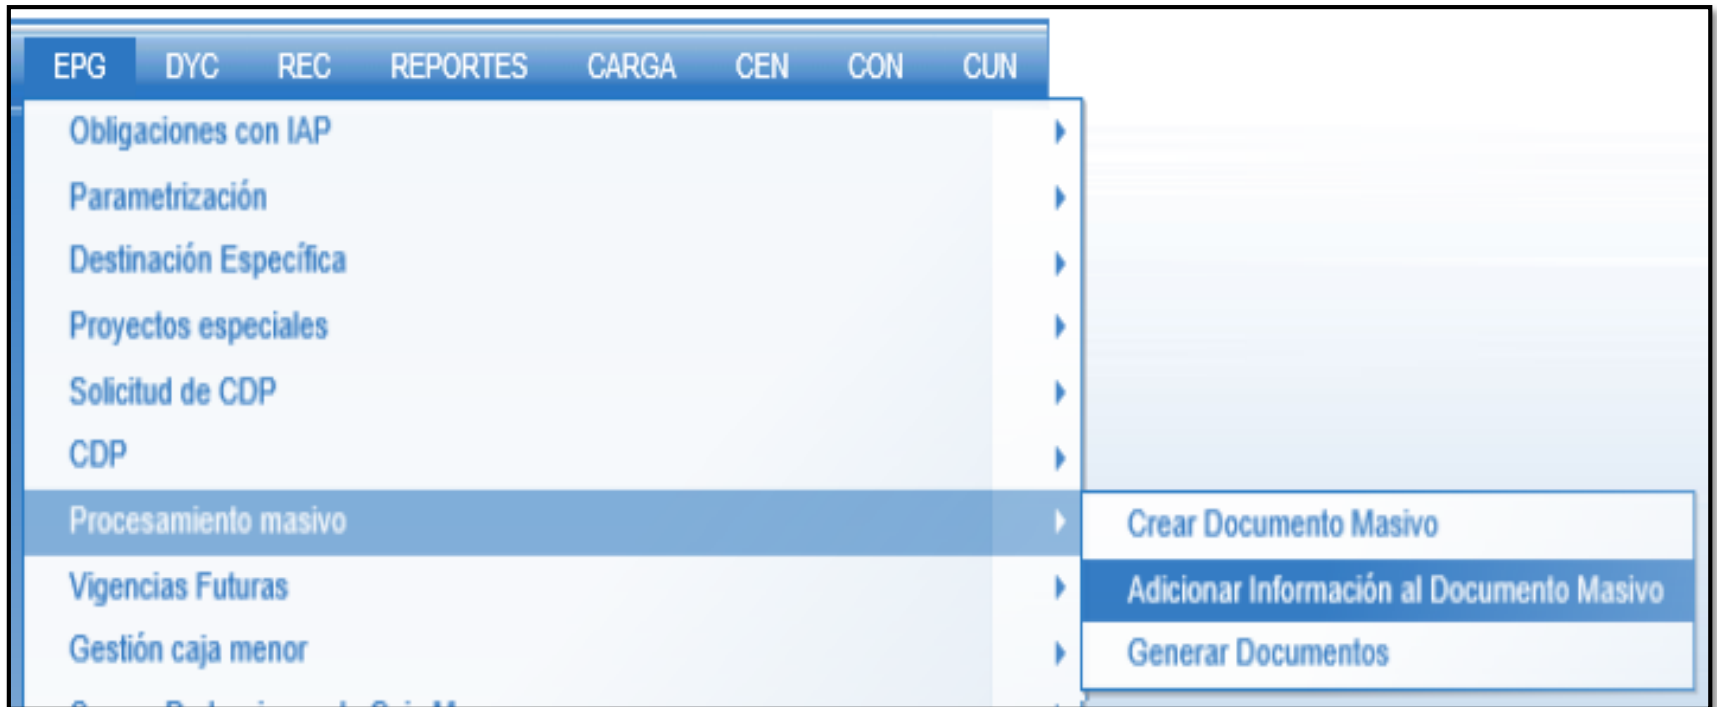 EPG DYC REC REPORTES CARGA CEN CON CUN
Obligaciones con IAP
Parametrización
Destinación Específica
Proyectos especiales
Solicitud de CDP
CDP
Procesamiento masivo
Crear Documento Masivo
Adicionar Información al Documento Masivo
Generar Documentos
Vigencias Futuras
Gestión caja menor